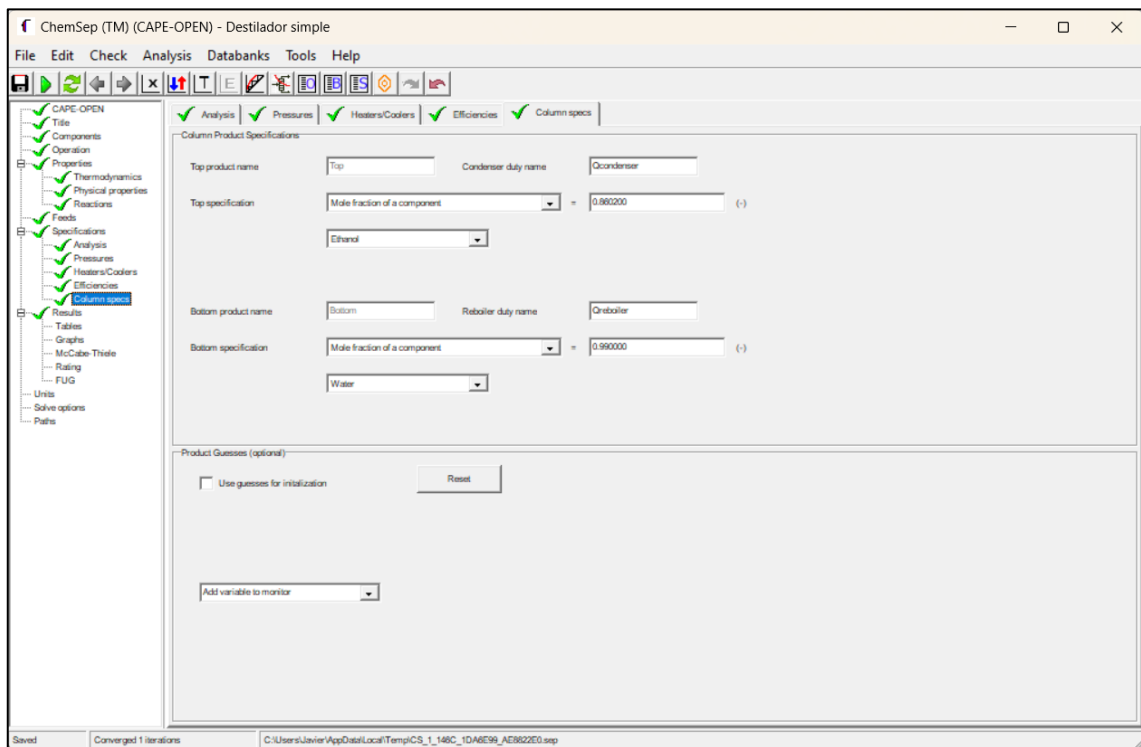 ChemSep (TM) (CAPE-OPEN) - Destilador simple
File Edit Check Analysis Databanks Tools Help
T E O B S
CAPE-OPEN
Title
Components
Operation
Properties
Thermodynamics
Physical properties
Reactions
Feeds
Specifications
Analysis
Pressures
Heaters/Coolers
Efficiencies
Column specs
Results
Tables
Graphs
McCabe-Thiele
Rating
FUG
Units
Solve options
Paths
Analysis Pressures Heaters/Coolers Efficiencies Column specs
Column Product Specifications
Top product name Top Condenser duty name Qcondenser
Top specification Mole fraction of a component = 0.860200 (-)
Ethanol
Bottom product name Bottom Reboiler duty name Qreboiler
Bottom specification Mole fraction of a component = 0.990000 (-)
Water
Product Guesses (optional)
Use guesses for initialization Reset
Add variable to monitor
Saved Converged 1 iterations C:\Users\Javier\AppData\Local\Temp\CS_1_146C_1DA6E99_AE8822E0.sep